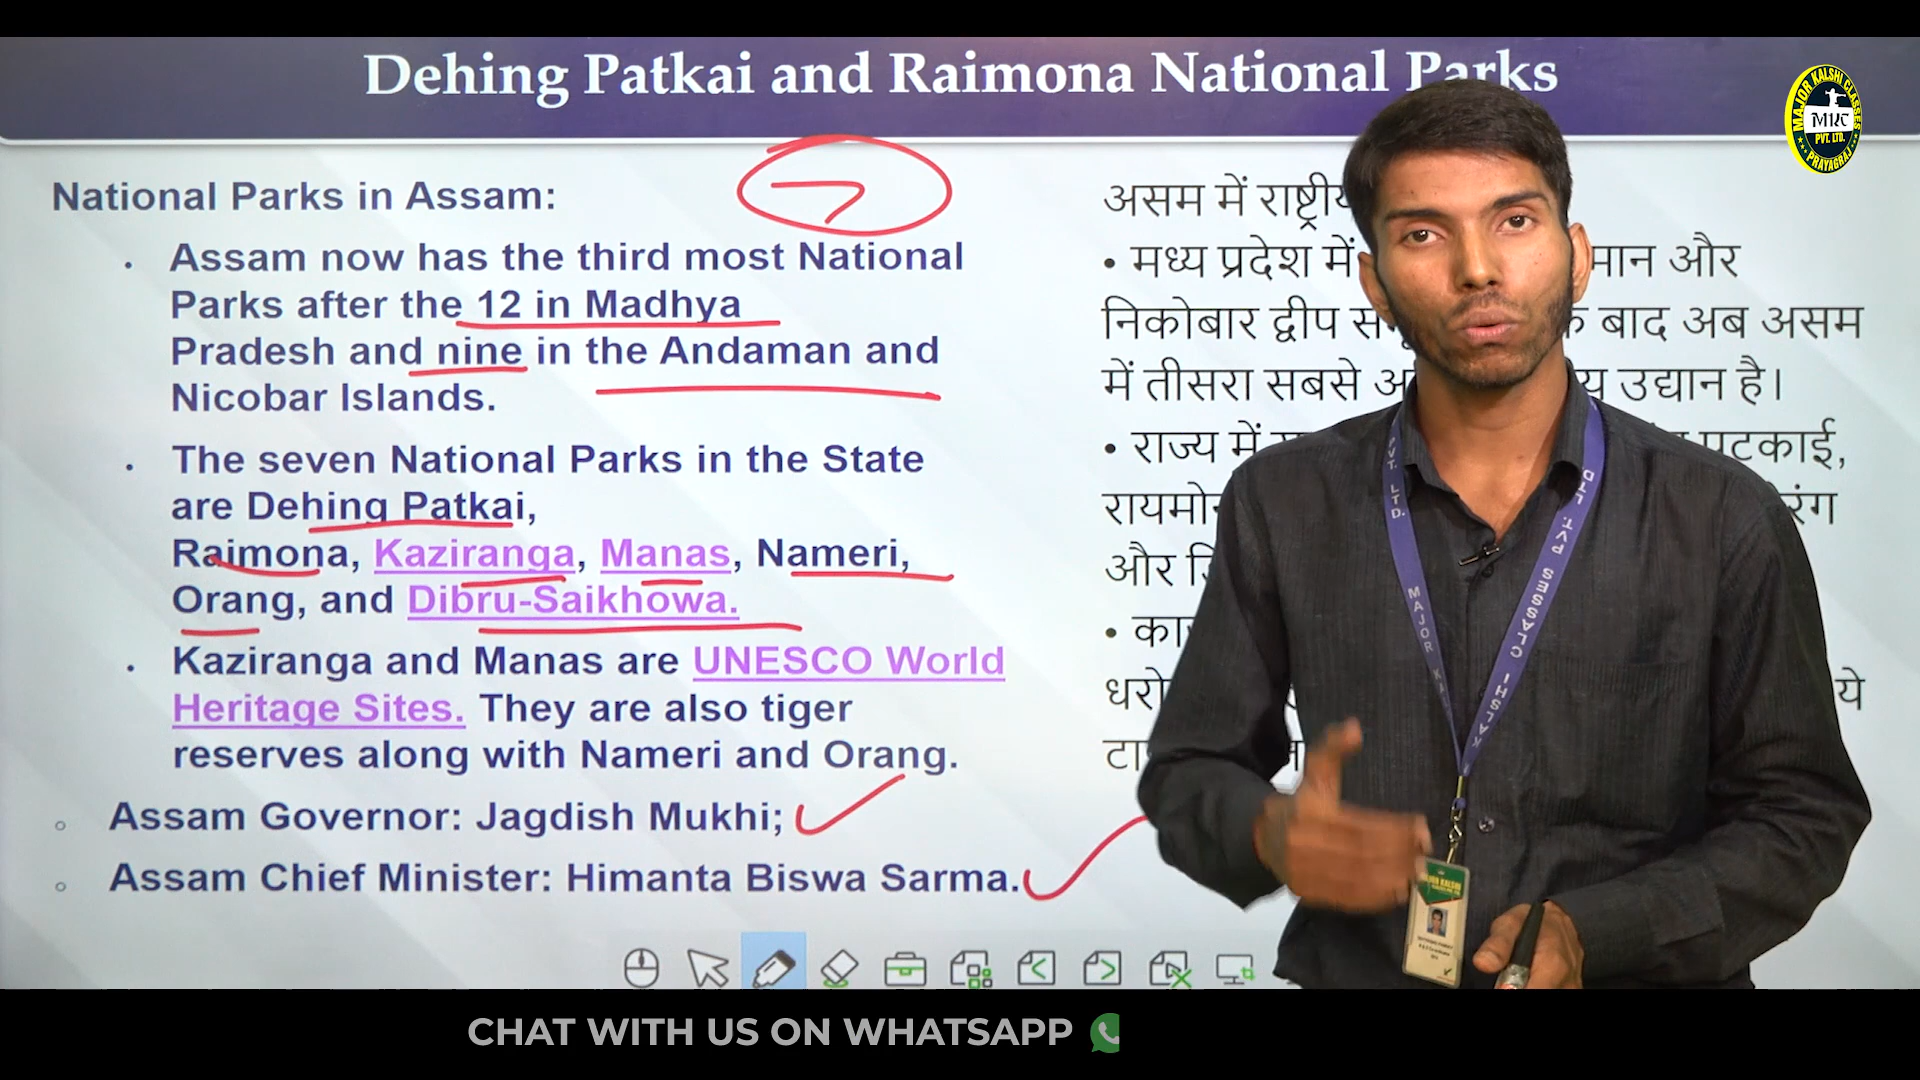 Dehing Patkai and Raimona National Parks
MAJOR KALSHI CLASSES
MKC
PVT. LTD.
PRAYAGRAJ
National Parks in Assam:
• Assam now has the third most National
Parks after the 12 in Madhya
Pradesh and nine in the Andaman and
Nicobar Islands.
• The seven National Parks in the State
are Dehing Patkai,
Raimona, Kaziranga, Manas, Nameri,
Orang, and Dibru-Saikhowa.
• Kaziranga and Manas are UNESCO World
Heritage Sites. They are also tiger
reserves along with Nameri and Orang.
○ Assam Governor: Jagdish Mukhi;
○ Assam Chief Minister: Himanta Biswa Sarma.
7
असम में
• मध्य प्रदेश में और
निकोबार द्वीप बाद अब असम
में तीसरा सबसे उद्यान है।
• राज्य में पटकाई,
और
ये
PVT. LTD.
MAJOR
MAJOR KALSHI
CHAT WITH US ON WHATSAPP